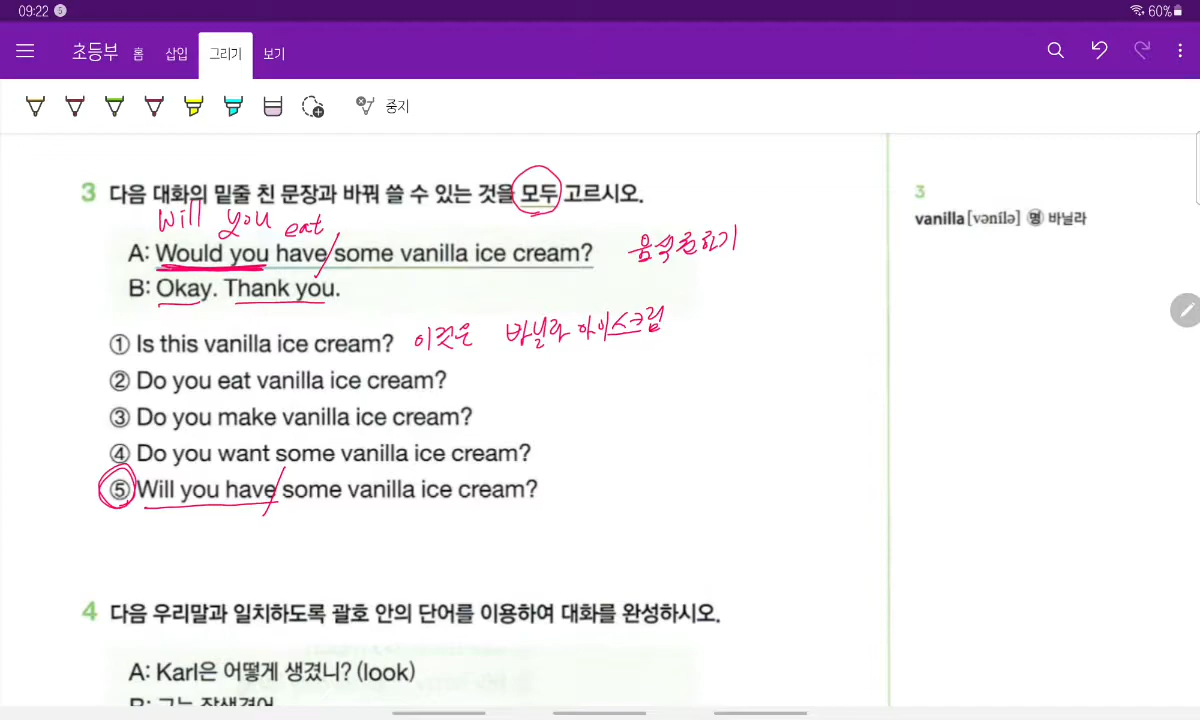 09:22 5 60%
초등부 홈 삽입 그리기 보기
중지
3 다음 대화의 밑줄 친 문장과 바꿔 쓸 수 있는 것을 모두 고르시오.
will you eat
A: Would you have some vanilla ice cream? 음식권하기
B: Okay. Thank you.
① Is this vanilla ice cream? 이것은 바닐라 아이스크림
② Do you eat vanilla ice cream?
③ Do you make vanilla ice cream?
④ Do you want some vanilla ice cream?
⑤ Will you have some vanilla ice cream?
4 다음 우리말과 일치하도록 괄호 안의 단어를 이용하여 대화를 완성하시오.
A: Karl은 어떻게 생겼니? (look)
B: 그는 잘생겼어.
3
vanilla [vənílə] 명 바닐라